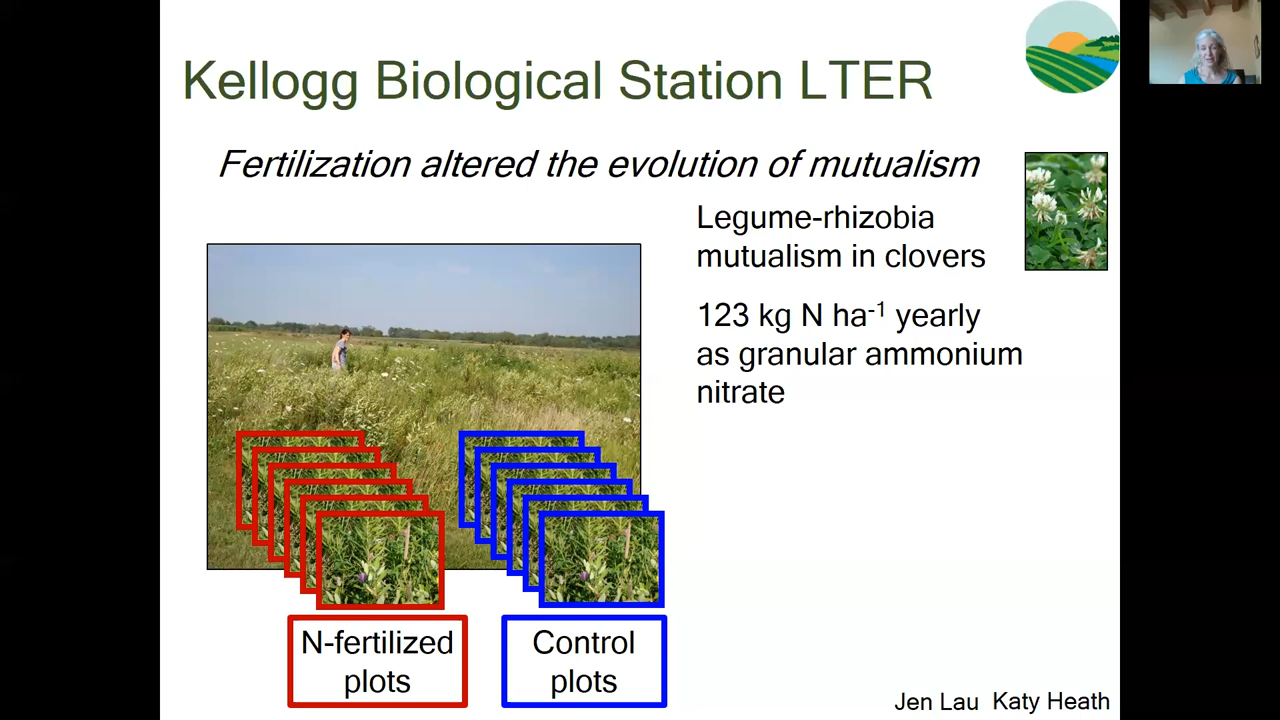 Kellogg Biological Station LTER
Fertilization altered the evolution of mutualism
Legume-rhizobia
mutualism in clovers
123 kg N ha⁻¹ yearly
as granular ammonium
nitrate
N-fertilized
plots
Control
plots
Jen Lau Katy Heath